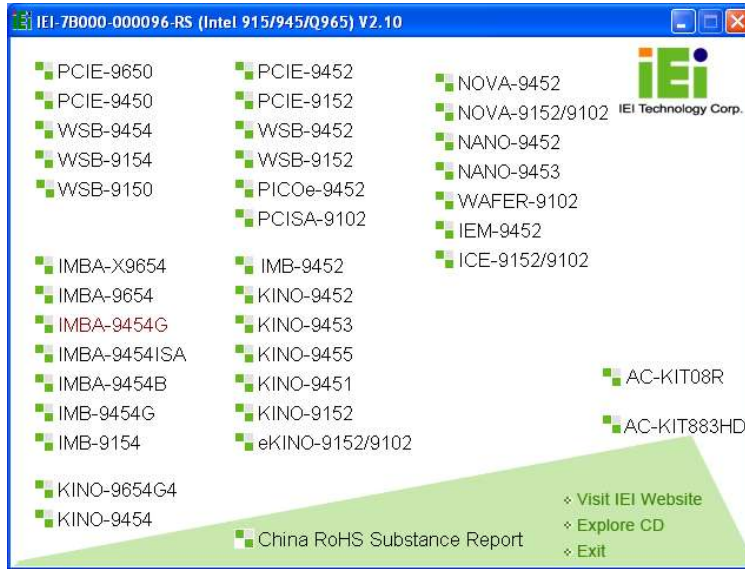 IEI-7B000-000096-RS (Intel 915/945/Q965) V2.10
iEi
IEI Technology Corp.
PCIE-9650
PCIE-9450
WSB-9454
WSB-9154
WSB-9150
PCIE-9452
PCIE-9152
WSB-9452
WSB-9152
PICOe-9452
PCISA-9102
NOVA-9452
NOVA-9152/9102
NANO-9452
NANO-9453
WAFER-9102
IEM-9452
ICE-9152/9102
IMBA-X9654
IMBA-9654
IMBA-9454G
IMBA-9454ISA
IMBA-9454B
IMB-9454G
IMB-9154
IMB-9452
KINO-9452
KINO-9453
KINO-9455
KINO-9451
KINO-9152
eKINO-9152/9102
AC-KIT08R
AC-KIT883HD
KINO-9654G4
KINO-9454
China RoHS Substance Report
Visit IEI Website
Explore CD
Exit